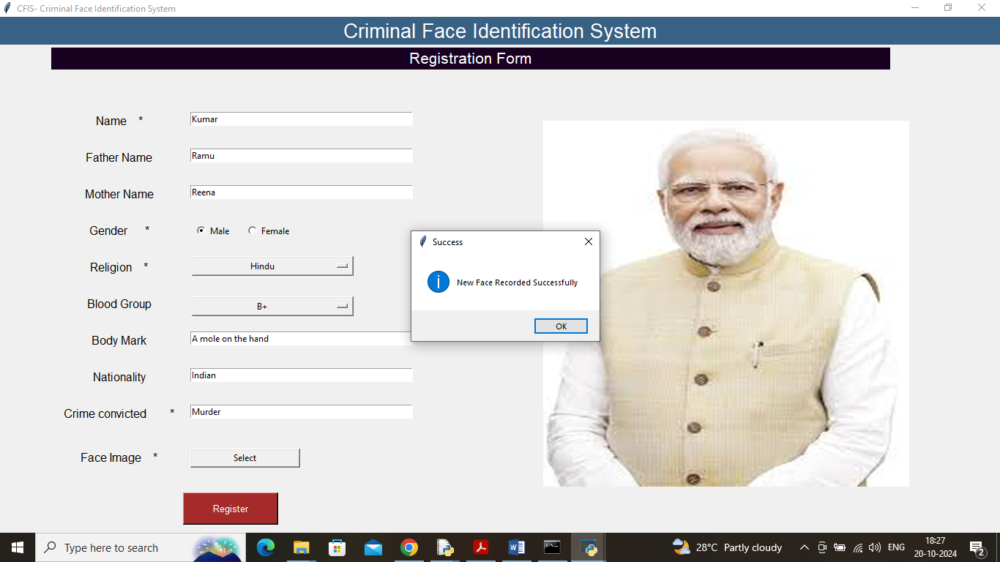 CFIS- Criminal Face Identification System
Criminal Face Identification System
Registration Form
Name *
Kumar
Father Name
Ramu
Mother Name
Reena
Gender *
Male Female
Religion *
Hindu
Blood Group
B+
Body Mark
A mole on the hand
Nationality
Indian
Crime convicted *
Murder
Face Image *
Select
Register
Success
New Face Recorded Successfully
OK
Type here to search
28°C Partly cloudy
ENG
18:27
20-10-2024
2